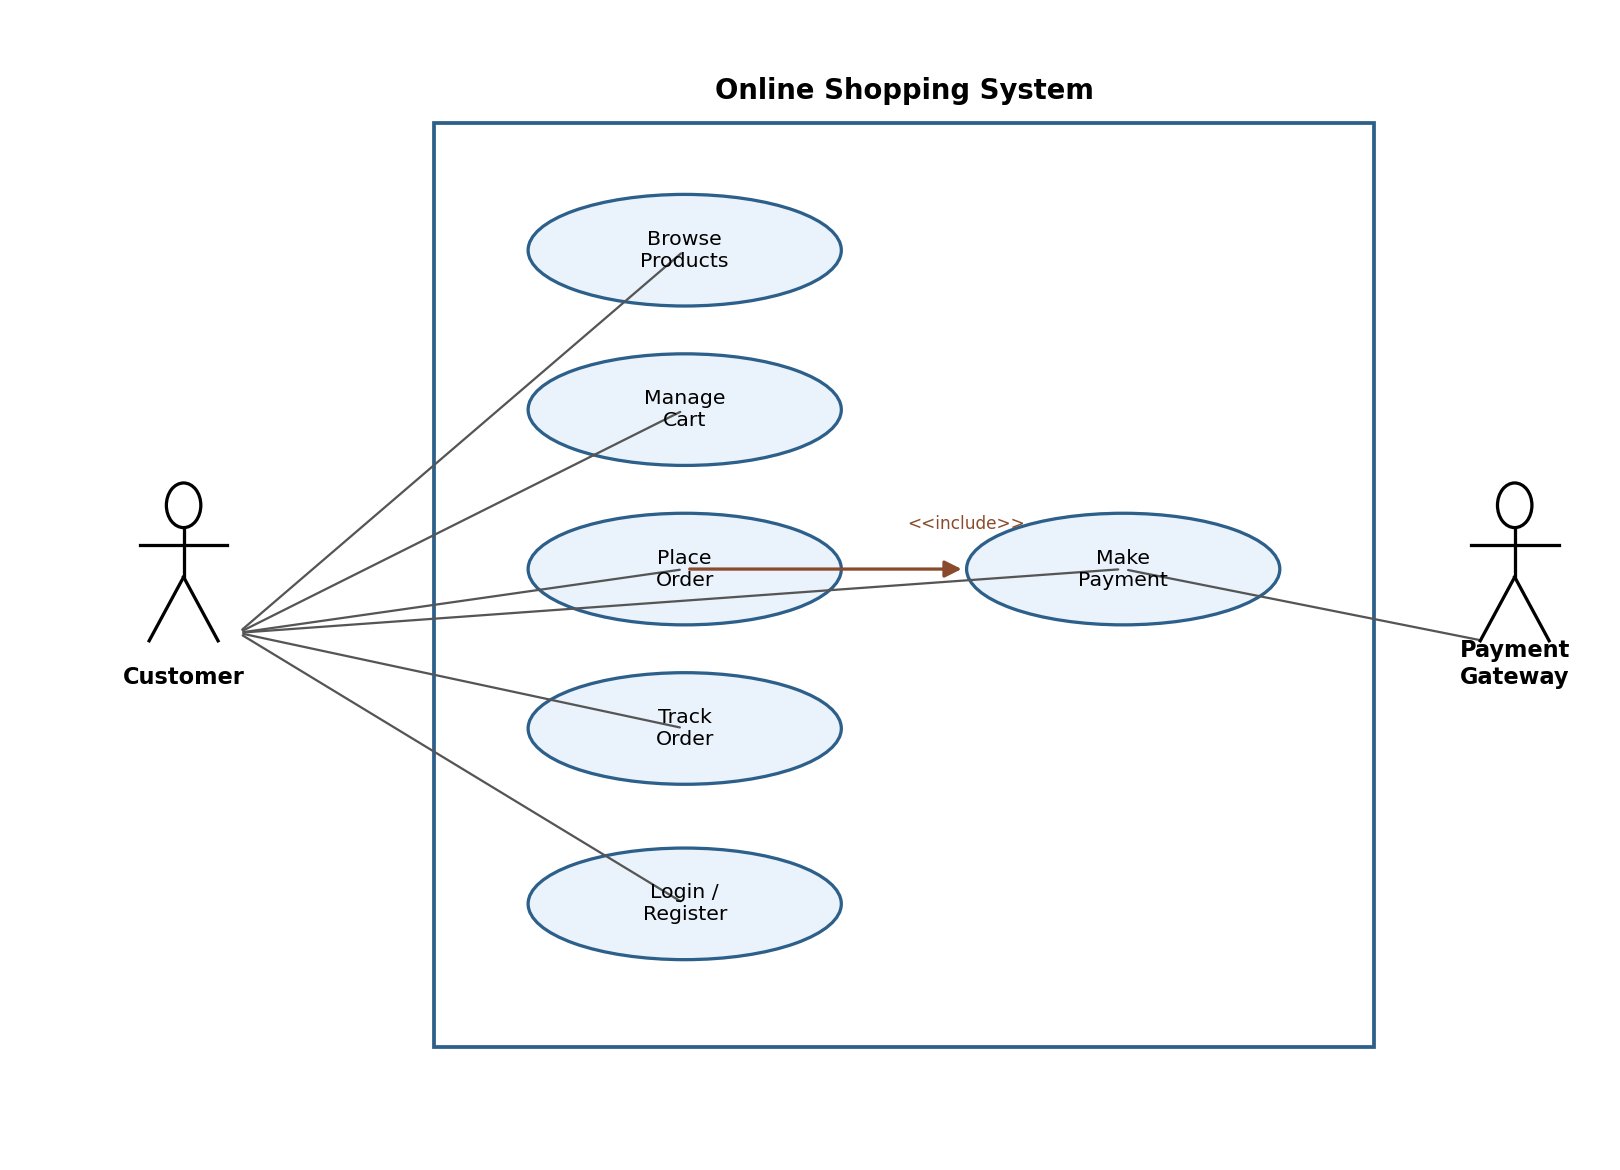 Online Shopping System
Browse
Products
Manage
Cart
<<include>>
Place
Order
Make
Payment
Customer
Payment
Gateway
Track
Order
Login /
Register